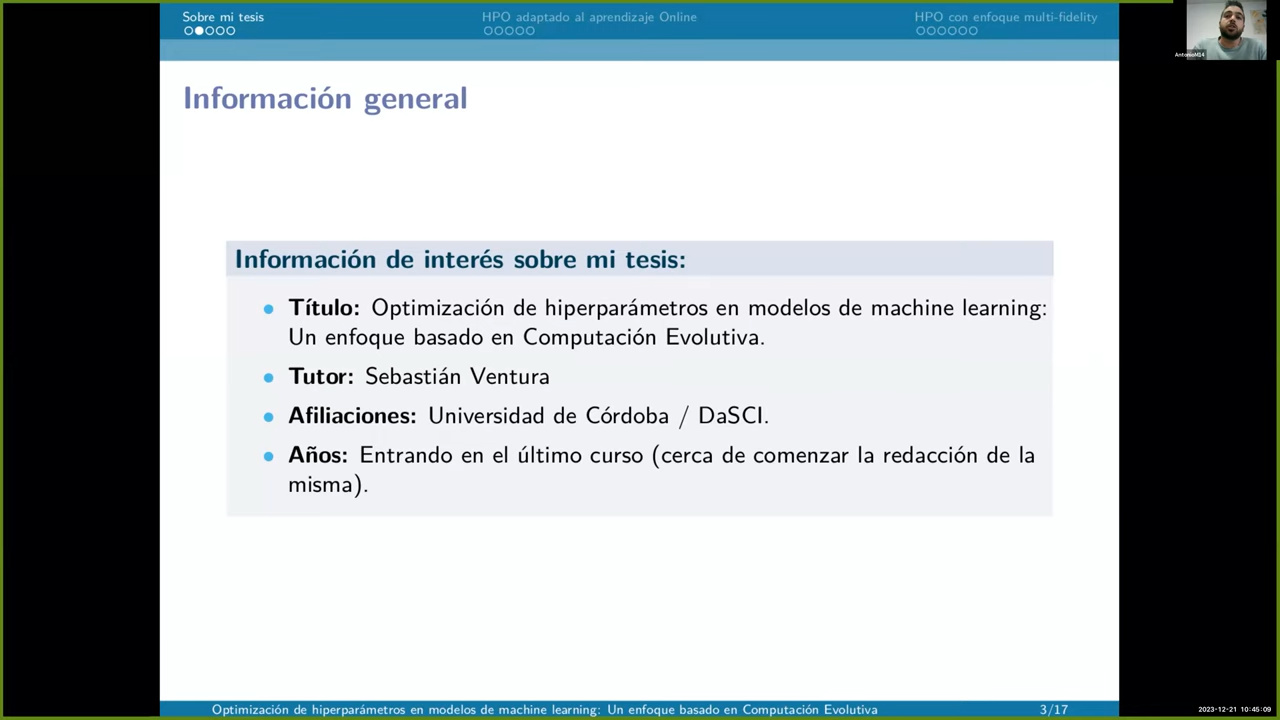 Sobre mi tesis
HPO adaptado al aprendizaje Online
HPO con enfoque multi-fidelity
AntonioM14
Información general
Información de interés sobre mi tesis:
Título: Optimización de hiperparámetros en modelos de machine learning:
Un enfoque basado en Computación Evolutiva.
Tutor: Sebastián Ventura
Afiliaciones: Universidad de Córdoba / DaSCI.
Años: Entrando en el último curso (cerca de comenzar la redacción de la
misma).
Optimización de hiperparámetros en modelos de machine learning: Un enfoque basado en Computación Evolutiva
3/17
2023-12-21 10:45:09